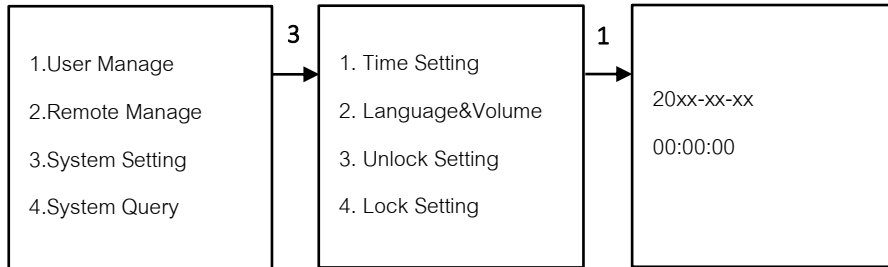 1.User Manage
2.Remote Manage
3.System Setting
4.System Query
3
1. Time Setting
2. Language&Volume
3. Unlock Setting
4. Lock Setting
1
20xx-xx-xx
00:00:00